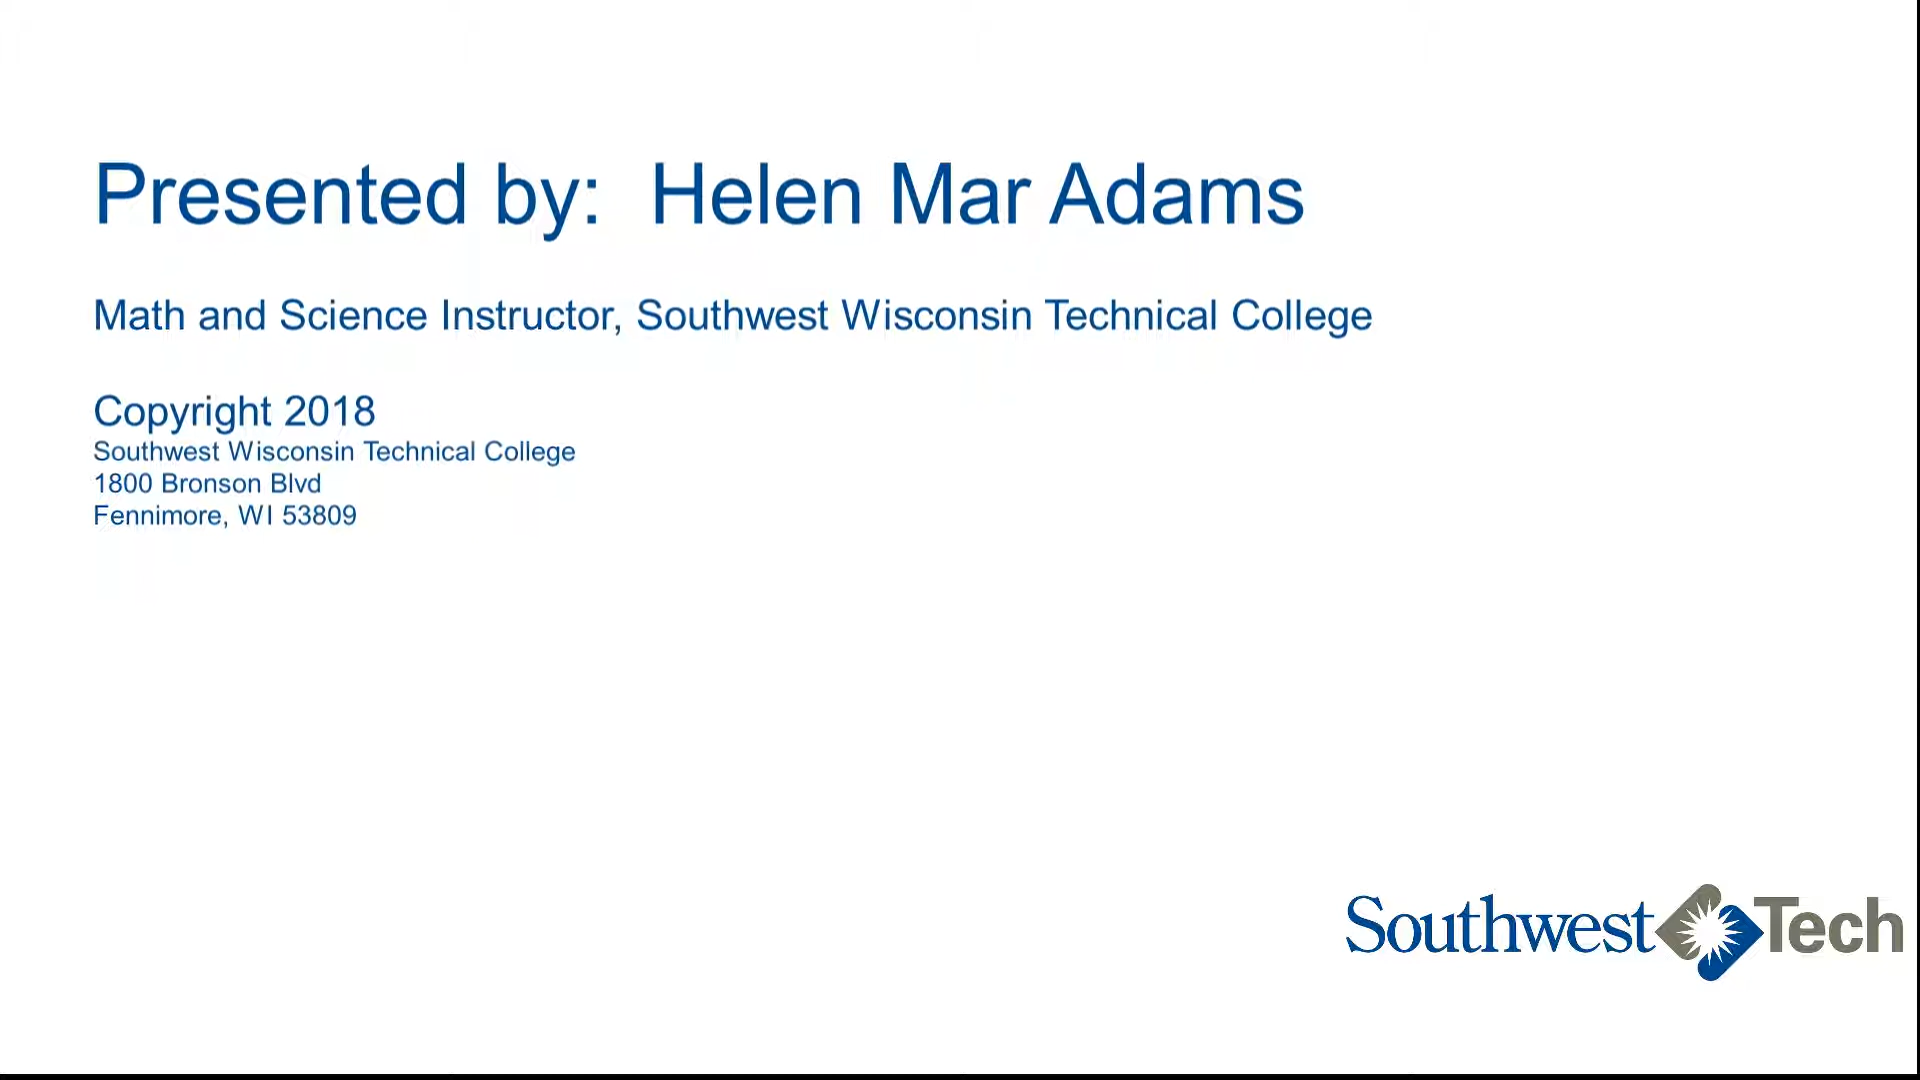 Presented by:  Helen Mar Adams
Math and Science Instructor, Southwest Wisconsin Technical College
Copyright 2018
Southwest Wisconsin Technical College
1800 Bronson Blvd
Fennimore, WI 53809
Southwest Tech